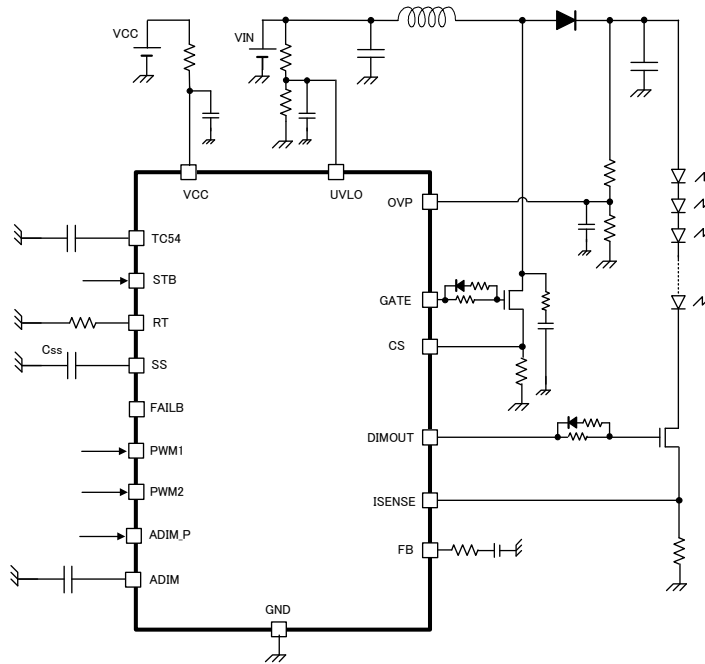 VCC
VIN
VCC
UVLO
OVP
TC54
STB
GATE
RT
CS
Css
SS
FAILB
DIMOUT
PWM1
PWM2
ISENSE
ADIM_P
FB
ADIM
GND